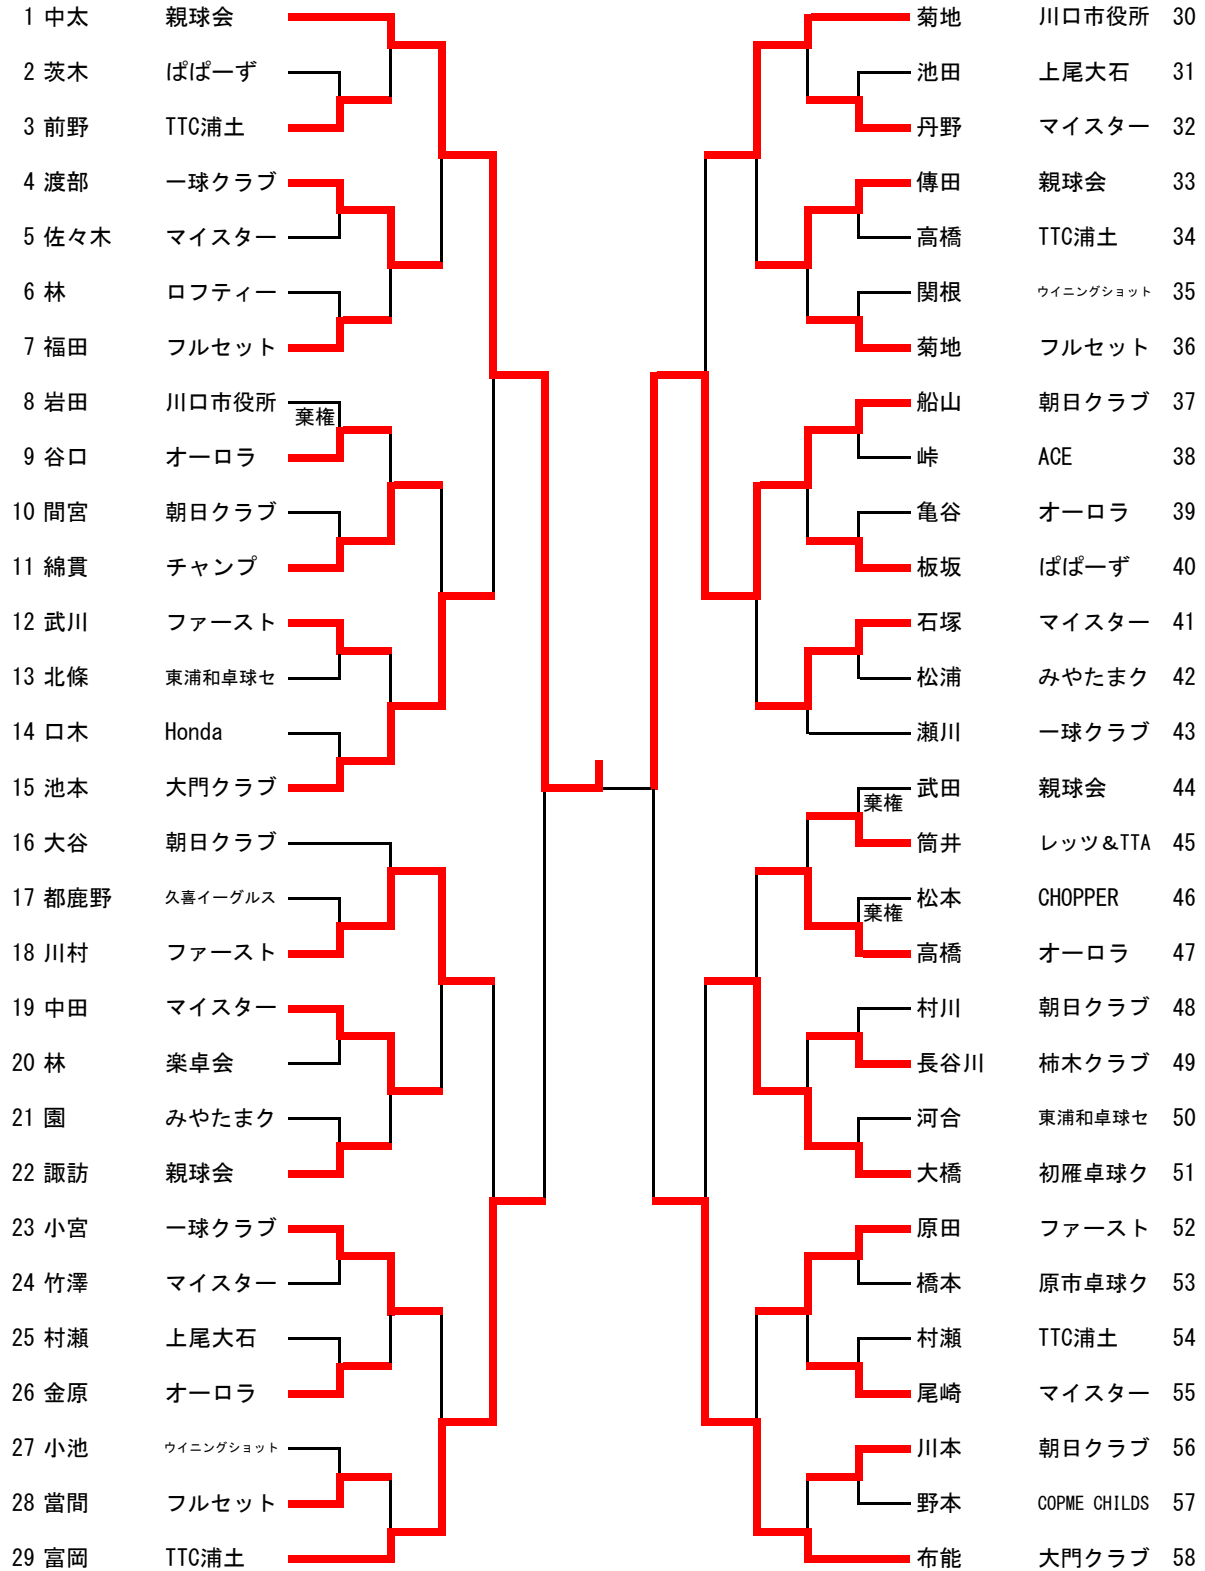 1 中太 親球会
2 茨木 ぱぱーず
3 前野 TTC浦土
4 渡部 一球クラブ
5 佐々木 マイスター
6 林 ロフティー
7 福田 フルセット
8 岩田 川口市役所
棄権
9 谷口 オーロラ
10 間宮 朝日クラブ
11 綿貫 チャンプ
12 武川 ファースト
13 北條 東浦和卓球セ
14 口木 Honda
15 池本 大門クラブ
16 大谷 朝日クラブ
17 都鹿野 久喜イーグルス
18 川村 ファースト
19 中田 マイスター
20 林 楽卓会
21 園 みやたまク
22 諏訪 親球会
23 小宮 一球クラブ
24 竹澤 マイスター
25 村瀬 上尾大石
26 金原 オーロラ
27 小池 ウイニングショット
28 當間 フルセット
29 富岡 TTC浦土
菊地 川口市役所 30
池田 上尾大石 31
丹野 マイスター 32
傳田 親球会 33
高橋 TTC浦土 34
関根 ウイニングショット 35
菊地 フルセット 36
船山 朝日クラブ 37
峠 ACE 38
亀谷 オーロラ 39
板坂 ぱぱーず 40
石塚 マイスター 41
松浦 みやたまク 42
瀬川 一球クラブ 43
武田 親球会 44
棄権
筒井 レッツ&TTA 45
松本 CHOPPER 46
棄権
高橋 オーロラ 47
村川 朝日クラブ 48
長谷川 柿木クラブ 49
河合 東浦和卓球セ 50
大橋 初雁卓球ク 51
原田 ファースト 52
橋本 原市卓球ク 53
村瀬 TTC浦土 54
尾崎 マイスター 55
川本 朝日クラブ 56
野本 COPME CHILDS 57
布能 大門クラブ 58